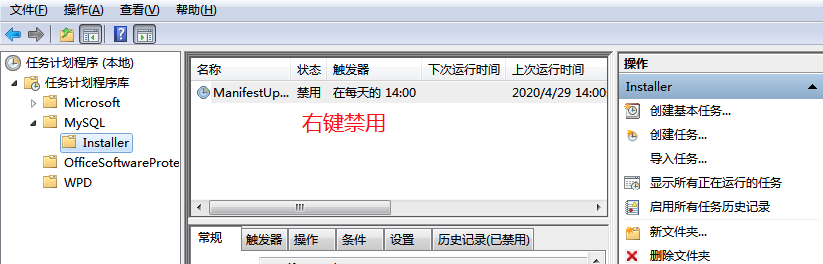 文件(F) 操作(A) 查看(V) 帮助(H)
任务计划程序 (本地)
任务计划程序库
Microsoft
MySQL
Installer
OfficeSoftwareProte
WPD
名称 状态 触发器 下次运行时间 上次运行时间
ManifestUp... 禁用 在每天的 14:00 2020/4/29 14:00
右键禁用
常规 触发器 操作 条件 设置 历史记录(已禁用)
操作
Installer
创建基本任务...
创建任务...
导入任务...
显示所有正在运行的任务
启用所有任务历史记录
新文件夹...
删除文件夹